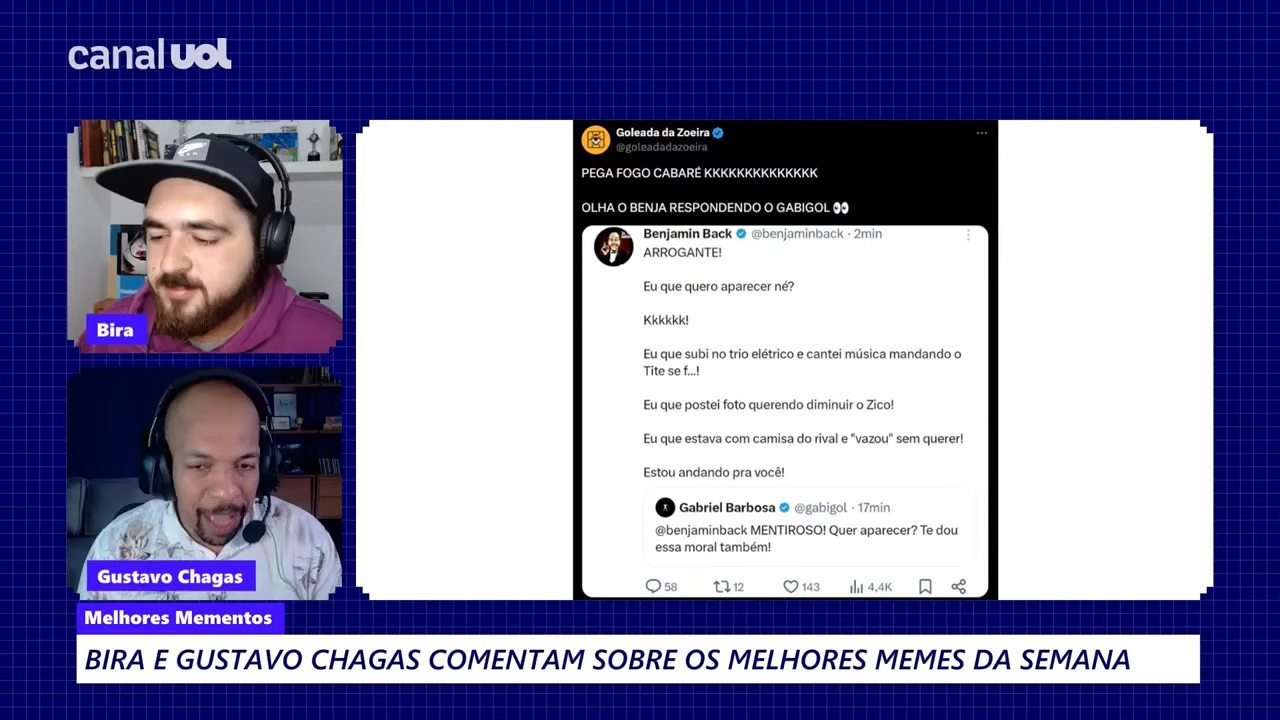 canal uol
Goleada da Zoeira
@goleadadazoeira
PEGA FOGO CABARÉ KKKKKKKKKKKKKK
OLHA O BENJA RESPONDENDO O GABIGOL 👀
Benjamin Back @benjaminback · 2min
ARROGANTE!
Eu que quero aparecer né?
Kkkkkk!
Eu que subi no trio elétrico e cantei música mandando o
Tite se f...!
Eu que postei foto querendo diminuir o Zico!
Eu que estava com camisa do rival e "vazou" sem querer!
Estou andando pra você!
Gabriel Barbosa @gabigol · 17min
@benjaminback MENTIROSO! Quer aparecer? Te dou
essa moral também!
58 12 143 4,4K
Bira
Gustavo Chagas
Melhores Mementos
BIRA E GUSTAVO CHAGAS COMENTAM SOBRE OS MELHORES MEMES DA SEMANA